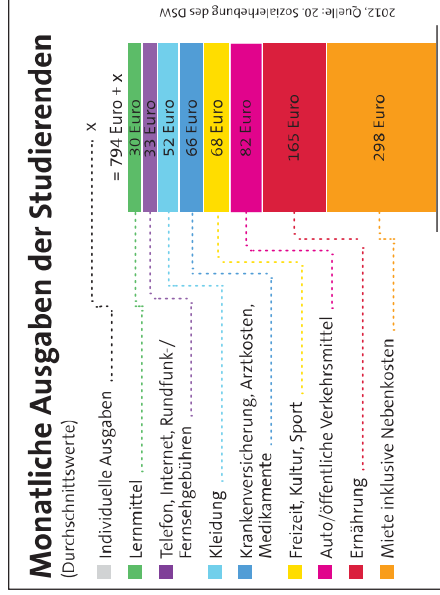 Monatliche Ausgaben der Studierenden
(Durchschnittswerte)
Individuelle Ausgaben
x
= 794 Euro + x
Lernmittel
30 Euro
Telefon, Internet, Rundfunk-/
Fernsehgebühren
33 Euro
Kleidung
52 Euro
Krankenversicherung, Arztkosten,
Medikamente
66 Euro
Freizeit, Kultur, Sport
68 Euro
Auto/öffentliche Verkehrsmittel
82 Euro
Ernährung
165 Euro
Miete inklusive Nebenkosten
298 Euro
2012, Quelle: 20. Sozialerhebung des DSW